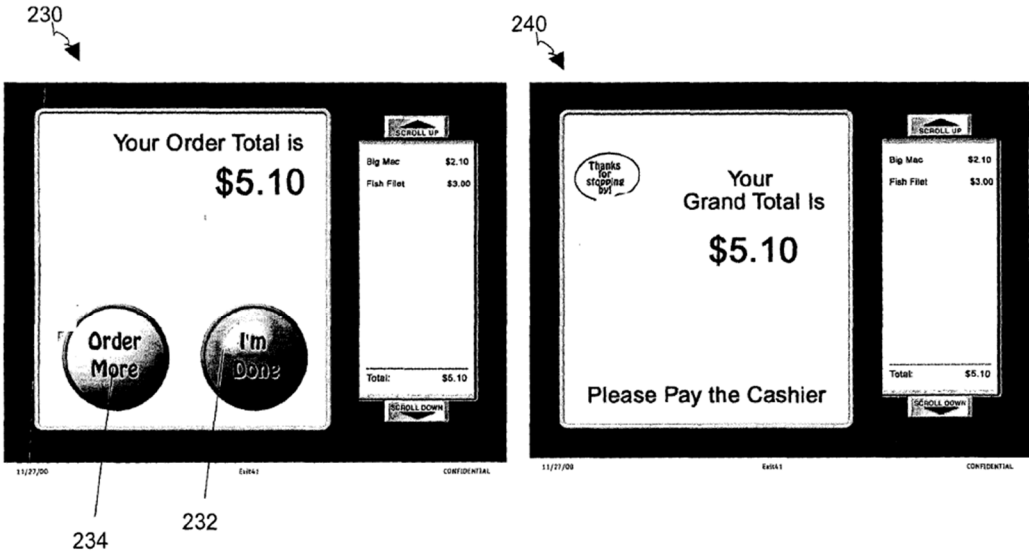 230
Your Order Total is
$5.10
Order
More
I'm
Done
SCROLL UP
Big Mac $2.10
Fish Filet $3.00
Total: $5.10
SCROLL DOWN
11/27/00 Exit41 CONFIDENTIAL
234
232
240
Thanks
for
stopping
by!
Your
Grand Total Is
$5.10
Please Pay the Cashier
SCROLL UP
Big Mac $2.10
Fish Filet $3.00
Total: $5.10
SCROLL DOWN
11/27/00 Exit41 CONFIDENTIAL